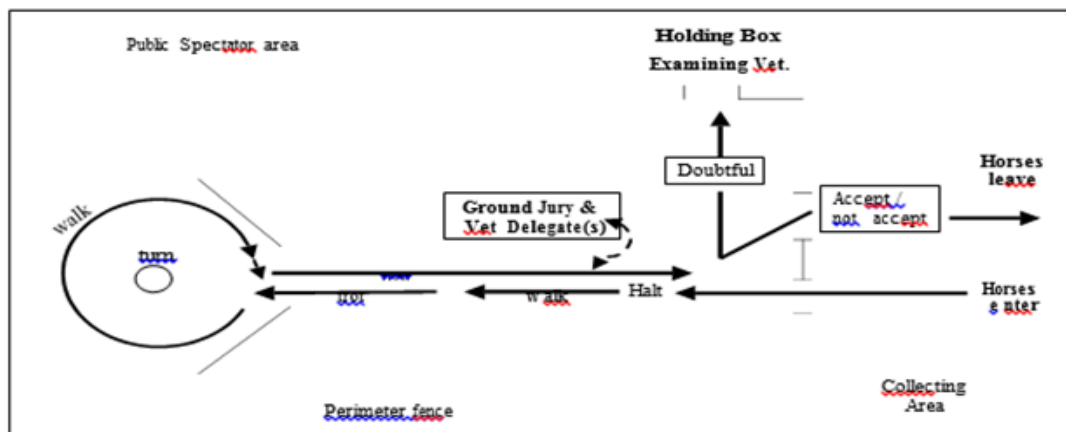 Public Spectator area
Holding Box
Examining Vet.
Doubtful
Horses
leave
Accept /
not accept
Ground Jury &
Vet Delegate(s)
walk
turn
walk
Halt
Horses
enter
Collecting
Area
Perimeter fence